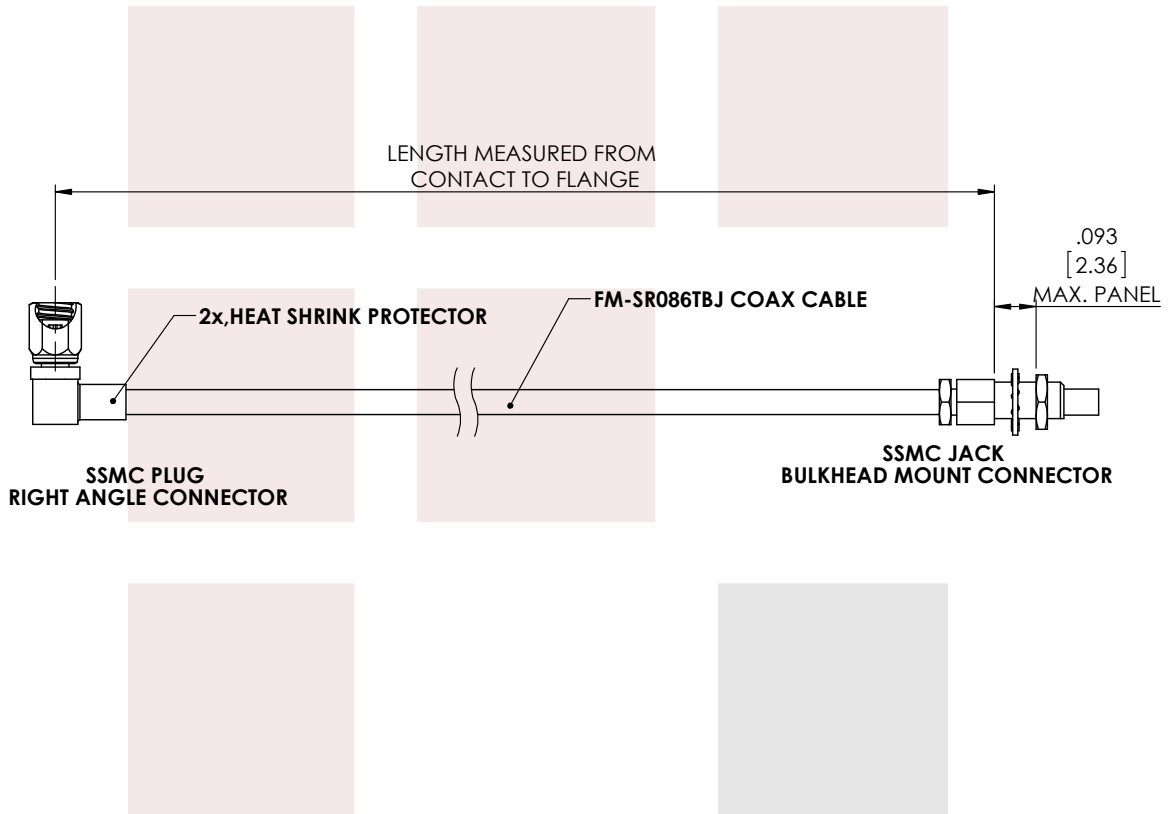 LENGTH MEASURED FROM
CONTACT TO FLANGE
.093
[2.36]
MAX. PANEL
2x,HEAT SHRINK PROTECTOR
FM-SR086TBJ COAX CABLE
SSMC PLUG
RIGHT ANGLE CONNECTOR
SSMC JACK
BULKHEAD MOUNT CONNECTOR